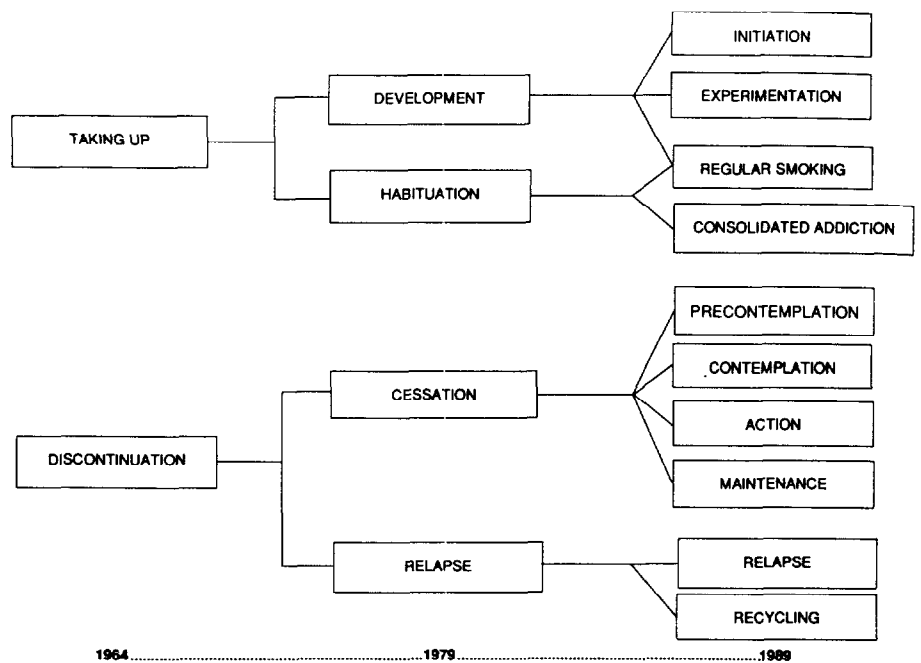 TAKING UP
DEVELOPMENT
HABITUATION
INITIATION
EXPERIMENTATION
REGULAR SMOKING
CONSOLIDATED ADDICTION
DISCONTINUATION
CESSATION
RELAPSE
PRECONTEMPLATION
CONTEMPLATION
ACTION
MAINTENANCE
RELAPSE
RECYCLING
1964........................1979........................1989